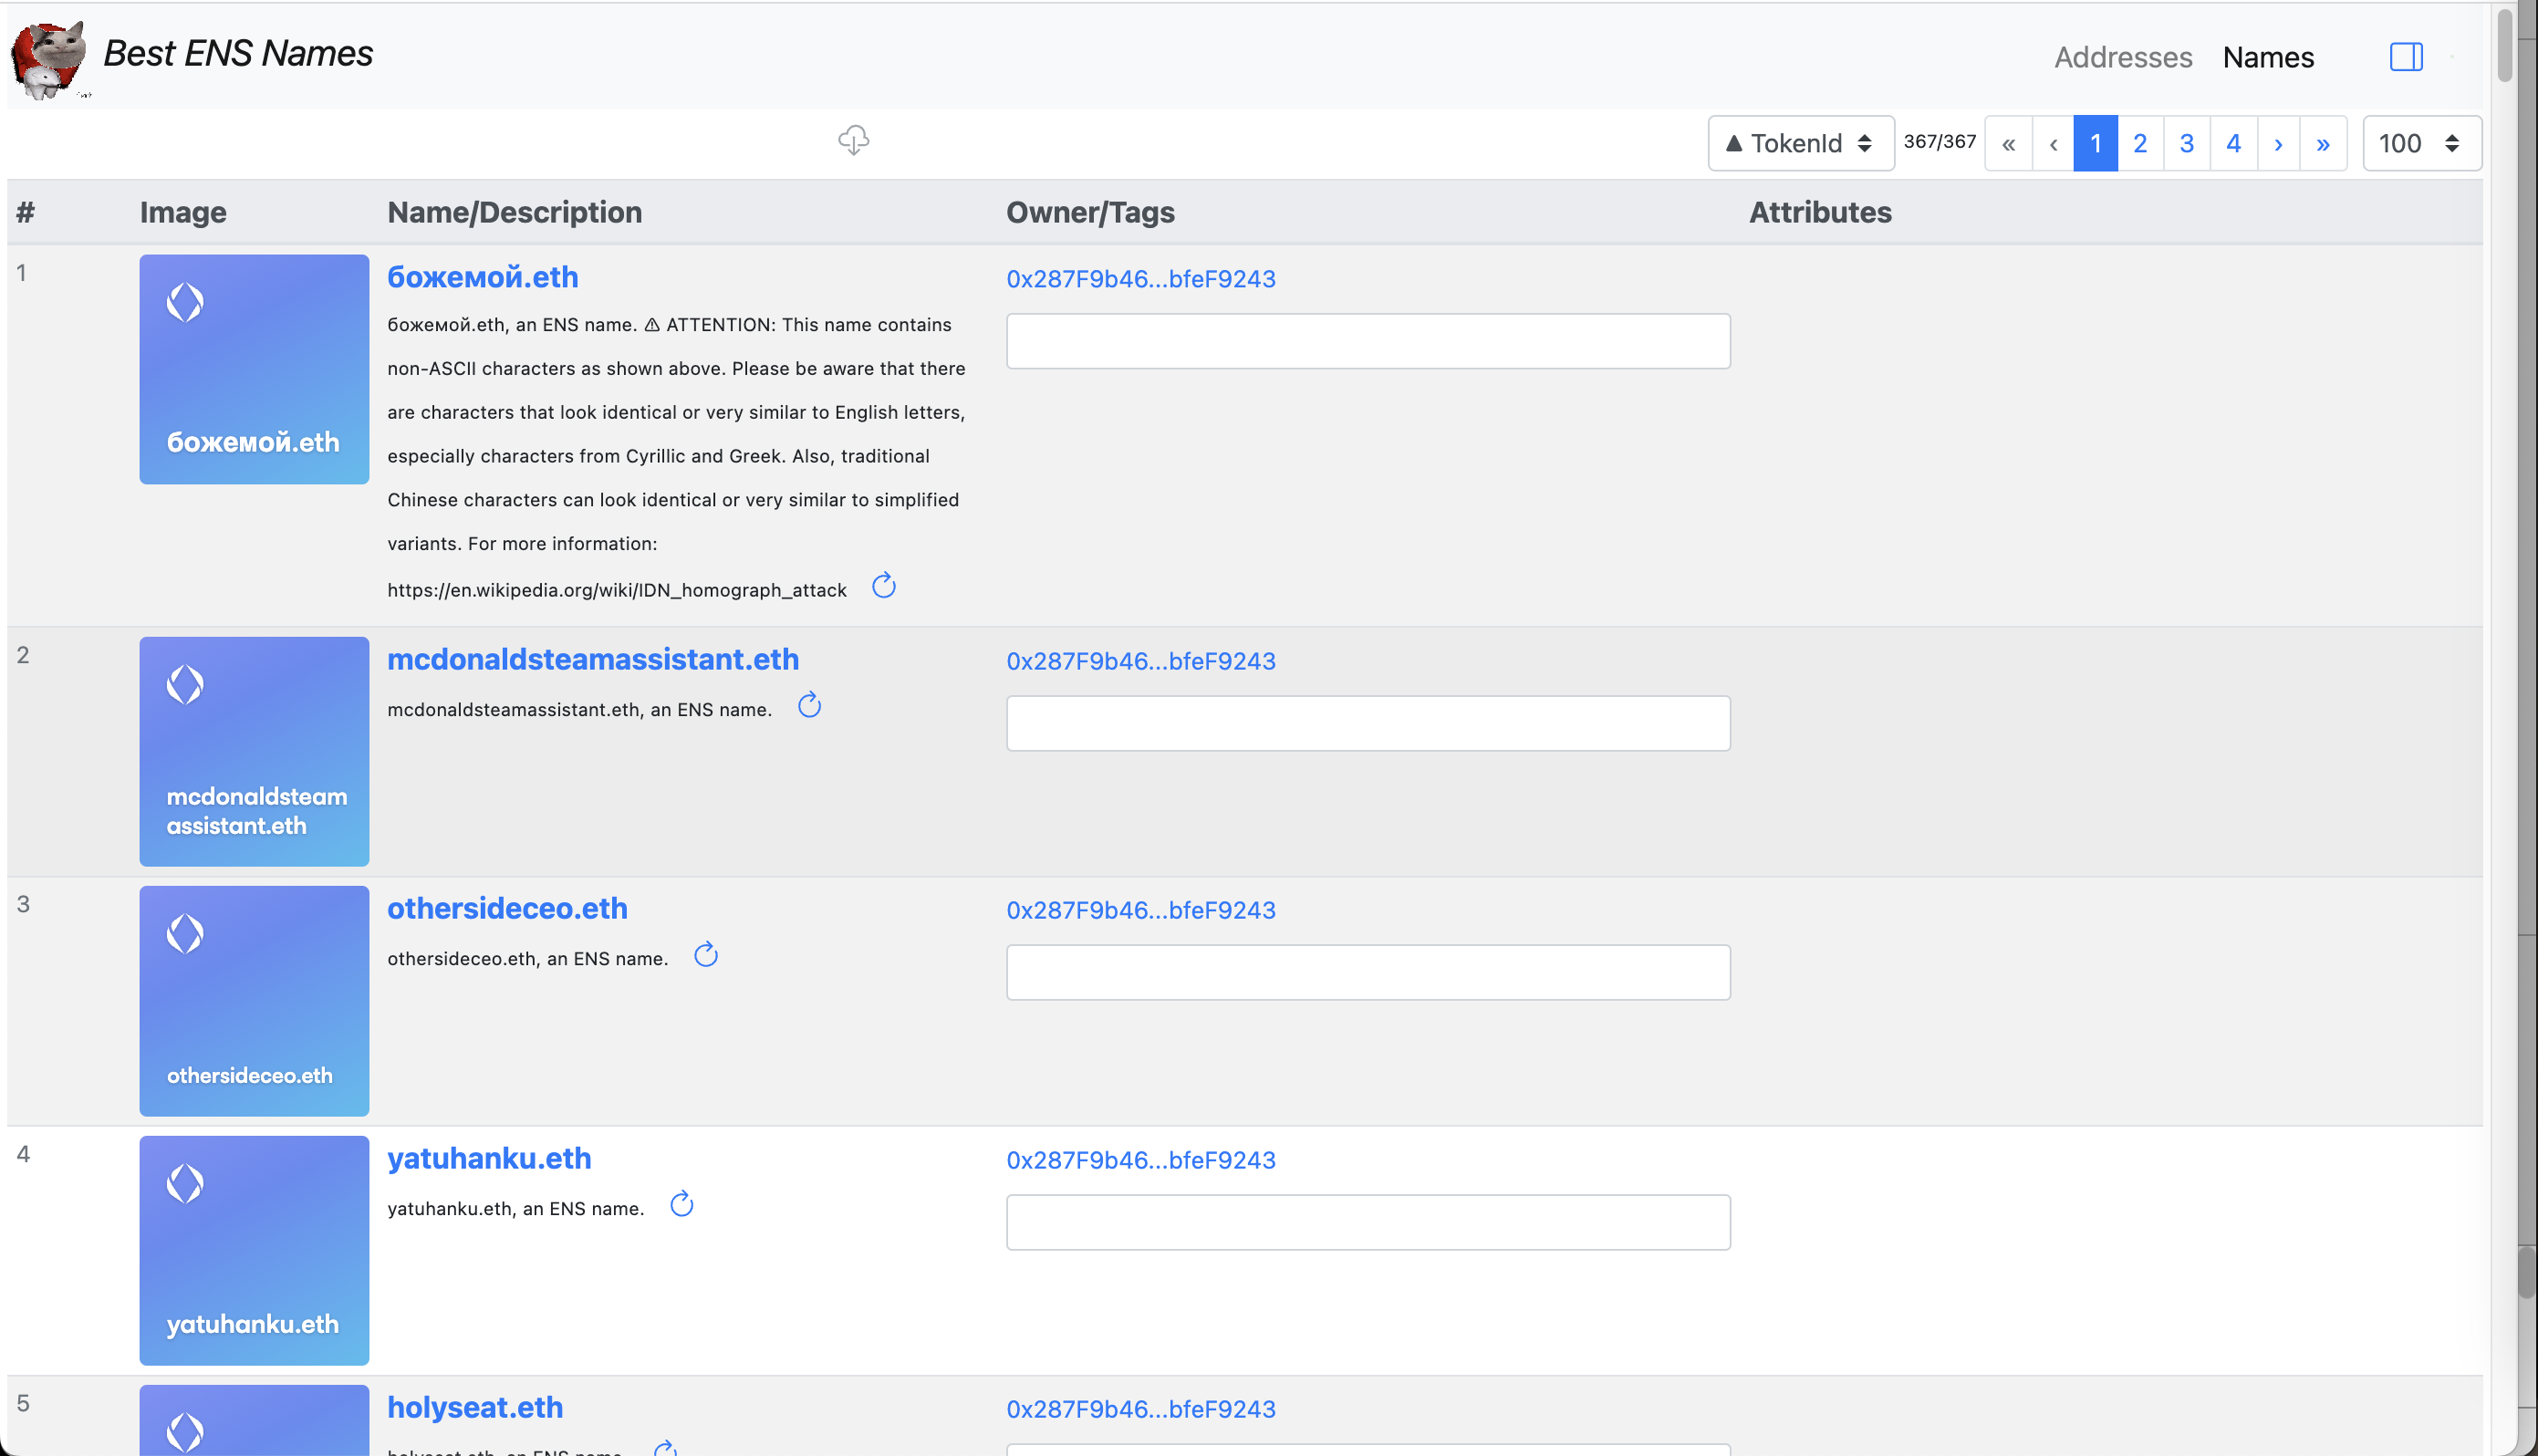 Best ENS Names
Addresses Names
▲ TokenId 367/367 « ‹ 1 2 3 4 › » 100
# Image Name/Description Owner/Tags Attributes
1
божемой.eth
божемой.eth
божемой.eth, an ENS name. ⚠ ATTENTION: This name contains
non-ASCII characters as shown above. Please be aware that there
are characters that look identical or very similar to English letters,
especially characters from Cyrillic and Greek. Also, traditional
Chinese characters can look identical or very similar to simplified
variants. For more information:
https://en.wikipedia.org/wiki/IDN_homograph_attack
0x287F9b46...bfeF9243
2
mcdonaldsteam
assistant.eth
mcdonaldsteamassistant.eth
mcdonaldsteamassistant.eth, an ENS name.
0x287F9b46...bfeF9243
3
othersideceo.eth
othersideceo.eth
othersideceo.eth, an ENS name.
0x287F9b46...bfeF9243
4
yatuhanku.eth
yatuhanku.eth
yatuhanku.eth, an ENS name.
0x287F9b46...bfeF9243
5
holyseat.eth
holyseat.eth, an ENS name.
0x287F9b46...bfeF9243